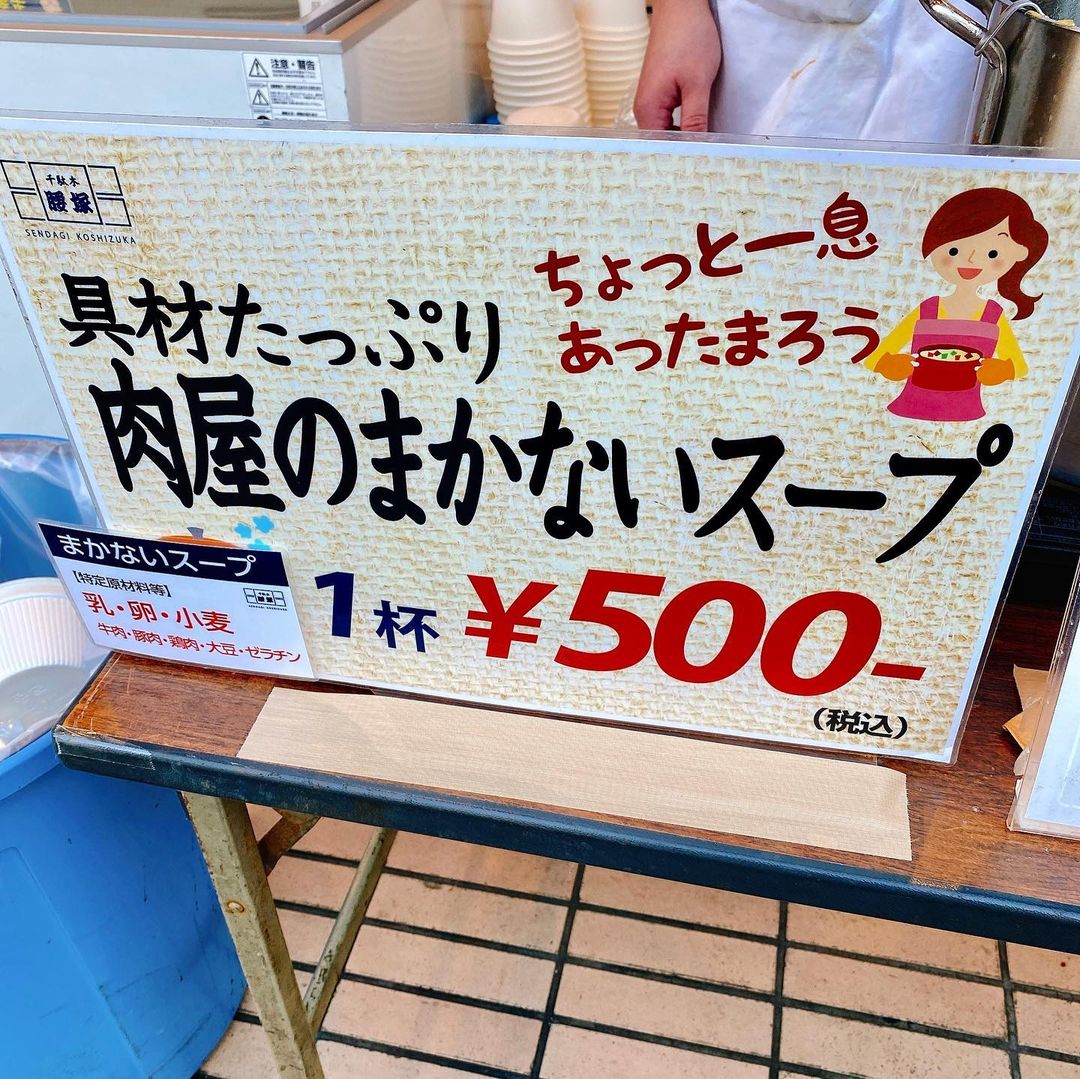 注意・警告
千駄木
腰塚
SENDAGI KOSHIZUKA
ちょっと一息
あったまろう
具材たっぷり
肉屋のまかないスープ
1杯 ¥500-
(税込)
まかないスープ
【特定原材料等】
乳・卵・小麦
牛肉・豚肉・鶏肉・大豆・ゼラチン